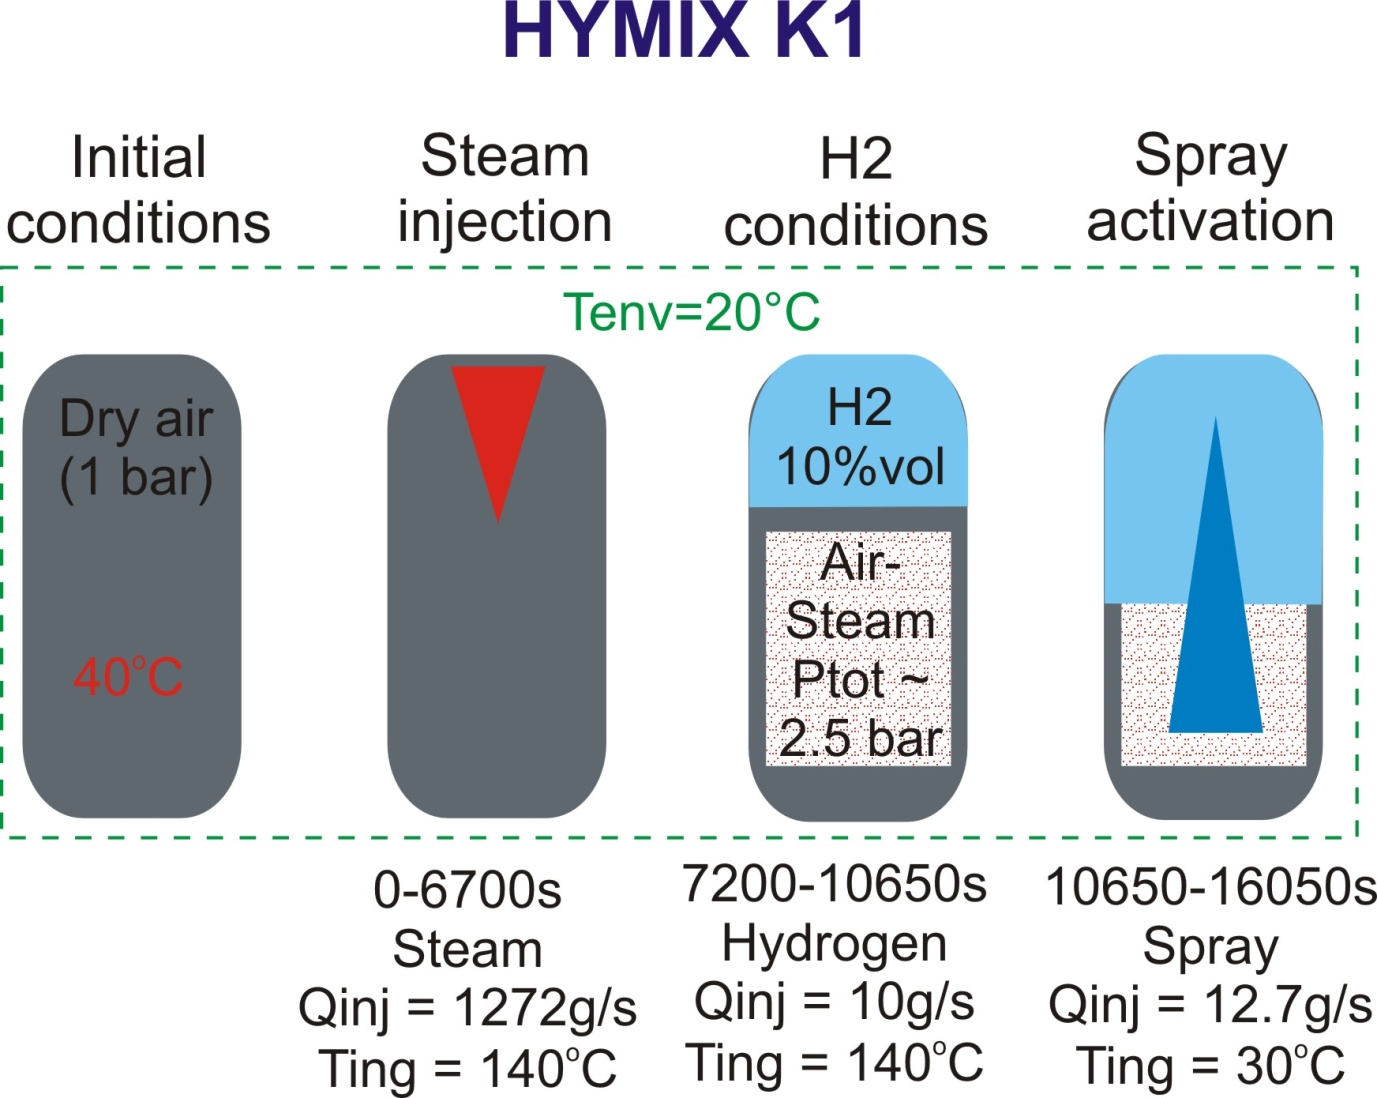 HYMIX K1
Initial
conditions
Steam
injection
H2
conditions
Spray
activation
Tenv=20°C
Dry air
(1 bar)
40°C
H2
10%vol
Air-
Steam
Ptot ~
2.5 bar
0-6700s
Steam
Qinj = 1272g/s
Ting = 140°C
7200-10650s
Hydrogen
Qinj = 10g/s
Ting = 140°C
10650-16050s
Spray
Qinj = 12.7g/s
Ting = 30°C